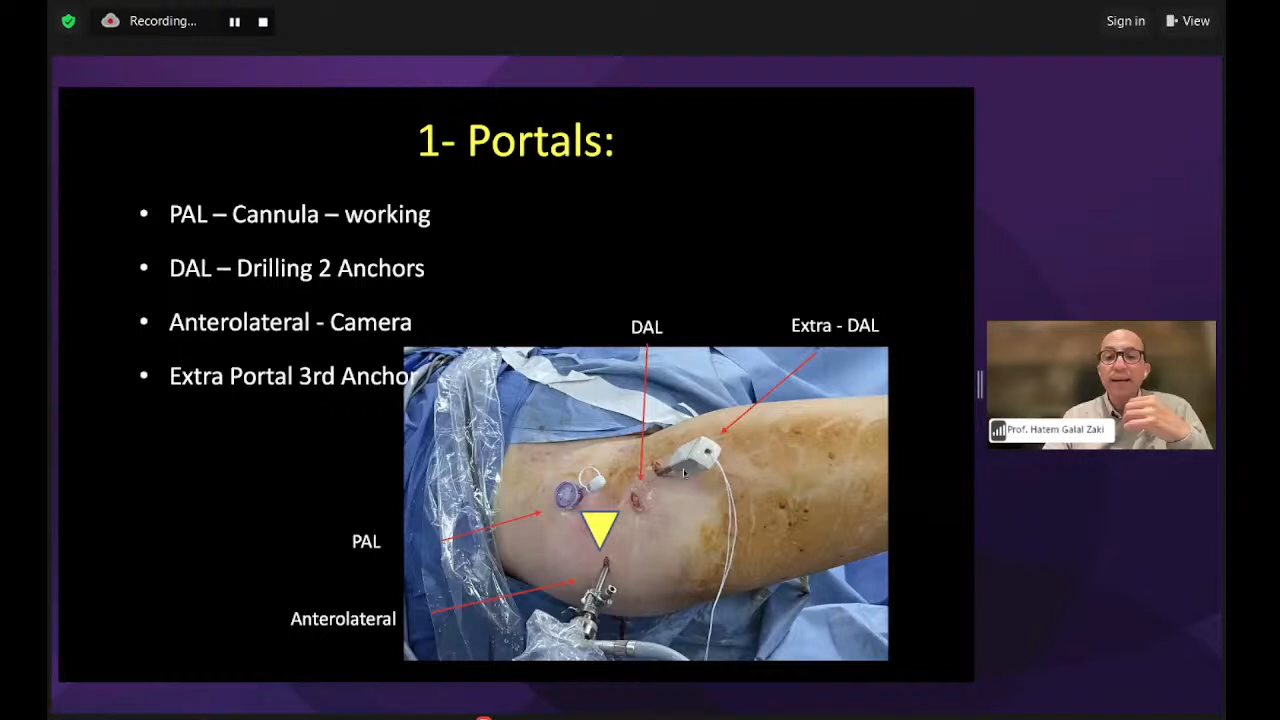 Recording...
Sign in
View
1- Portals:
• PAL – Cannula – working
• DAL – Drilling 2 Anchors
• Anterolateral - Camera
• Extra Portal 3rd Anchor
DAL
Extra - DAL
PAL
Anterolateral
Prof. Hatem Galal Zaki